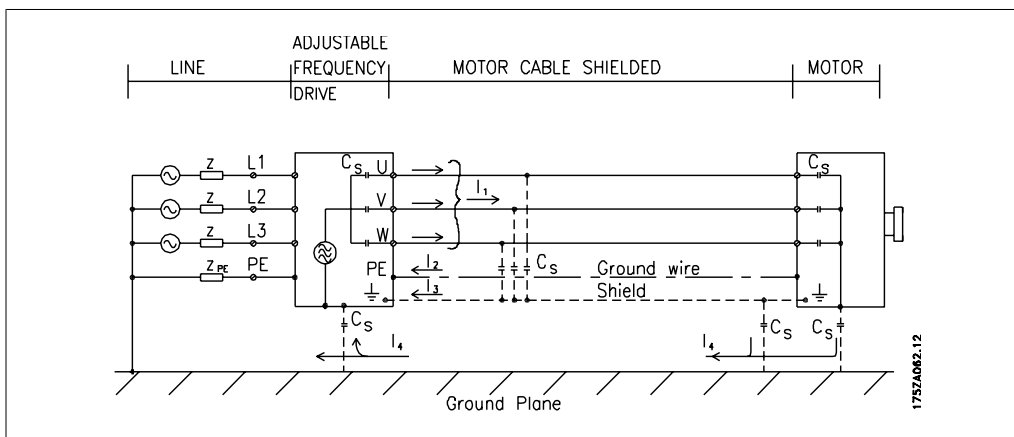 ADJUSTABLE
LINE FREQUENCY MOTOR CABLE SHIELDED MOTOR
DRIVE
Z L1 CS U CS
I1
Z L2 V
Z L3 W
ZPE PE PE I2 CS Ground wire
I3 Shield
CS CS CS
I4 I4
Ground Plane
175ZA062.12